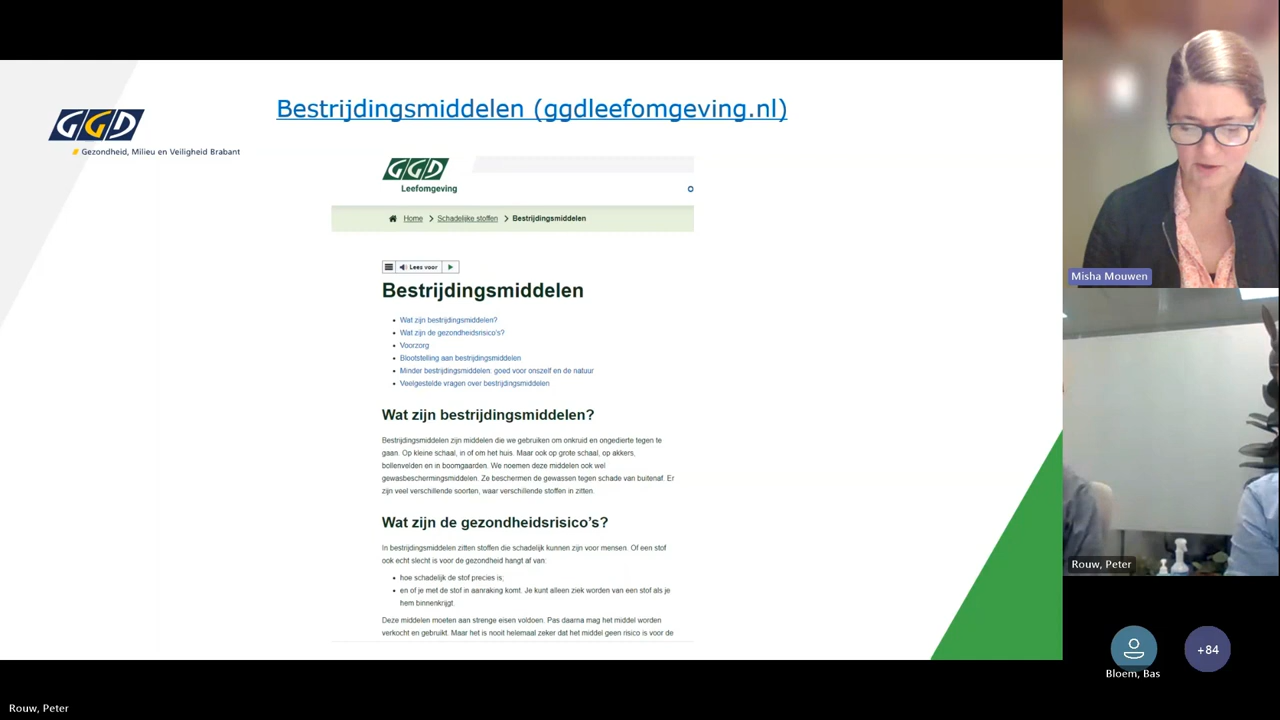 Bestrijdingsmiddelen (ggdleefomgeving.nl)
GGD
Gezondheid, Milieu en Veiligheid Brabant
GGD
Leefomgeving
Home > Schadelijke stoffen > Bestrijdingsmiddelen
Lees voor
Bestrijdingsmiddelen
• Wat zijn bestrijdingsmiddelen?
• Wat zijn de gezondheidsrisico's?
• Voorzorg
• Blootstelling aan bestrijdingsmiddelen
• Minder bestrijdingsmiddelen: goed voor onszelf en de natuur
• Veelgestelde vragen over bestrijdingsmiddelen
Wat zijn bestrijdingsmiddelen?
Bestrijdingsmiddelen zijn middelen die we gebruiken om onkruid en ongedierte tegen te
gaan. Op kleine schaal, in of om het huis. Maar ook op grote schaal, op akkers,
bollenvelden en in boomgaarden. We noemen deze middelen ook wel
gewasbeschermingsmiddelen. Ze beschermen de gewassen tegen schade van buitenaf. Er
zijn veel verschillende soorten, waar verschillende stoffen in zitten.
Wat zijn de gezondheidsrisico's?
In bestrijdingsmiddelen zitten stoffen die schadelijk kunnen zijn voor mensen. Of een stof
ook echt slecht is voor de gezondheid hangt af van:
• hoe schadelijk de stof precies is;
• en of je met de stof in aanraking komt. Je kunt alleen ziek worden van een stof als je
hem binnenkrijgt.
Deze middelen moeten aan strenge eisen voldoen. Pas daarna mag het middel worden
verkocht en gebruikt. Maar het is nooit helemaal zeker dat het middel geen risico is voor de
Misha Mouwen
Rouw, Peter
Bloem, Bas
+84
Rouw, Peter